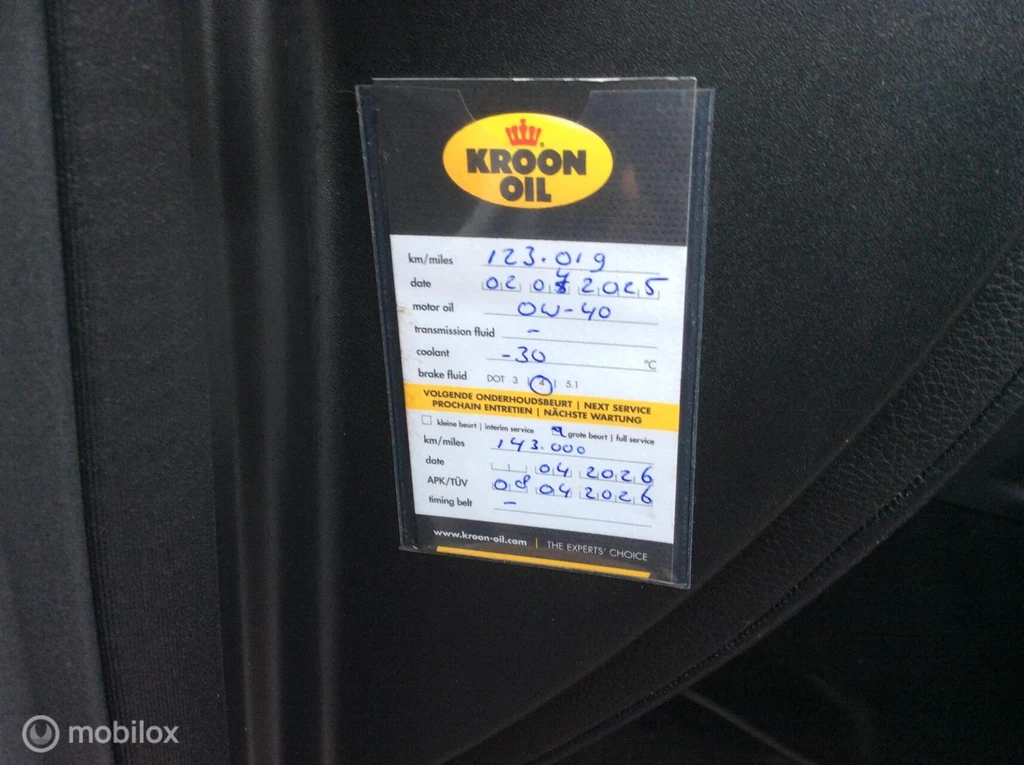 KROON
OIL
km/miles 123.019
date 02 04 2025
motor oil 0W-40
transmission fluid -
coolant -30 °C
brake fluid DOT 3 | 4 | 5.1
VOLGENDE ONDERHOUDSBEURT | NEXT SERVICE
PROCHAIN ENTRETIEN | NÄCHSTE WARTUNG
kleine beurt | interim service grote beurt | full service
km/miles 143.000
date 04 2026
APK/TÜV 08 04 2026
timing belt -
www.kroon-oil.com | THE EXPERTS' CHOICE
mobilox